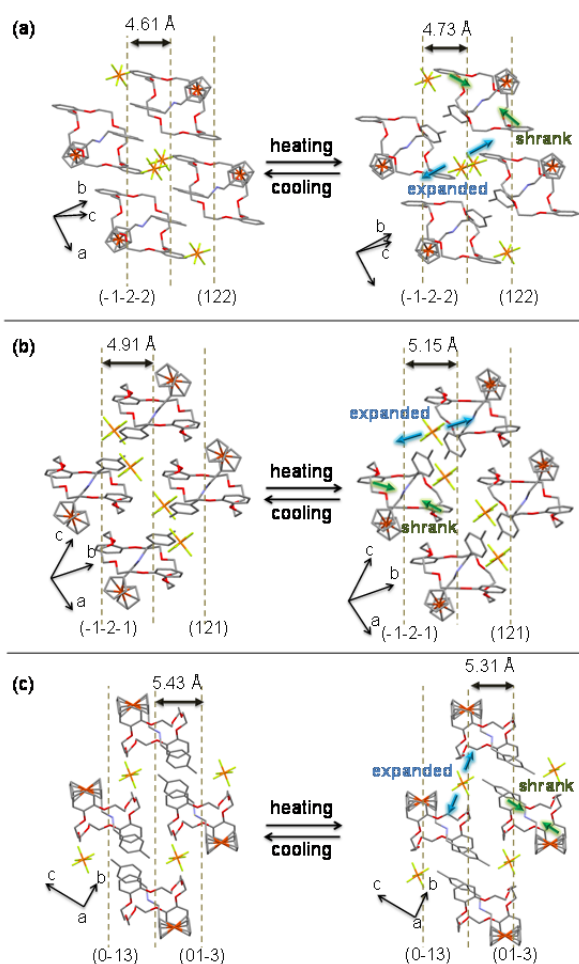 (a)
4.61 Å
4.73 Å
heating
cooling
shrank
expanded
b
c
a
b
c
(-1-2-2)
(122)
(-1-2-2)
(122)
(b)
4.91 Å
5.15 Å
expanded
heating
cooling
shrank
c
b
a
c
b
a
(-1-2-1)
(121)
(-1-2-1)
(121)
(c)
5.43 Å
5.31 Å
expanded
shrank
heating
cooling
c
b
a
c
b
a
(0-13)
(01-3)
(0-13)
(01-3)